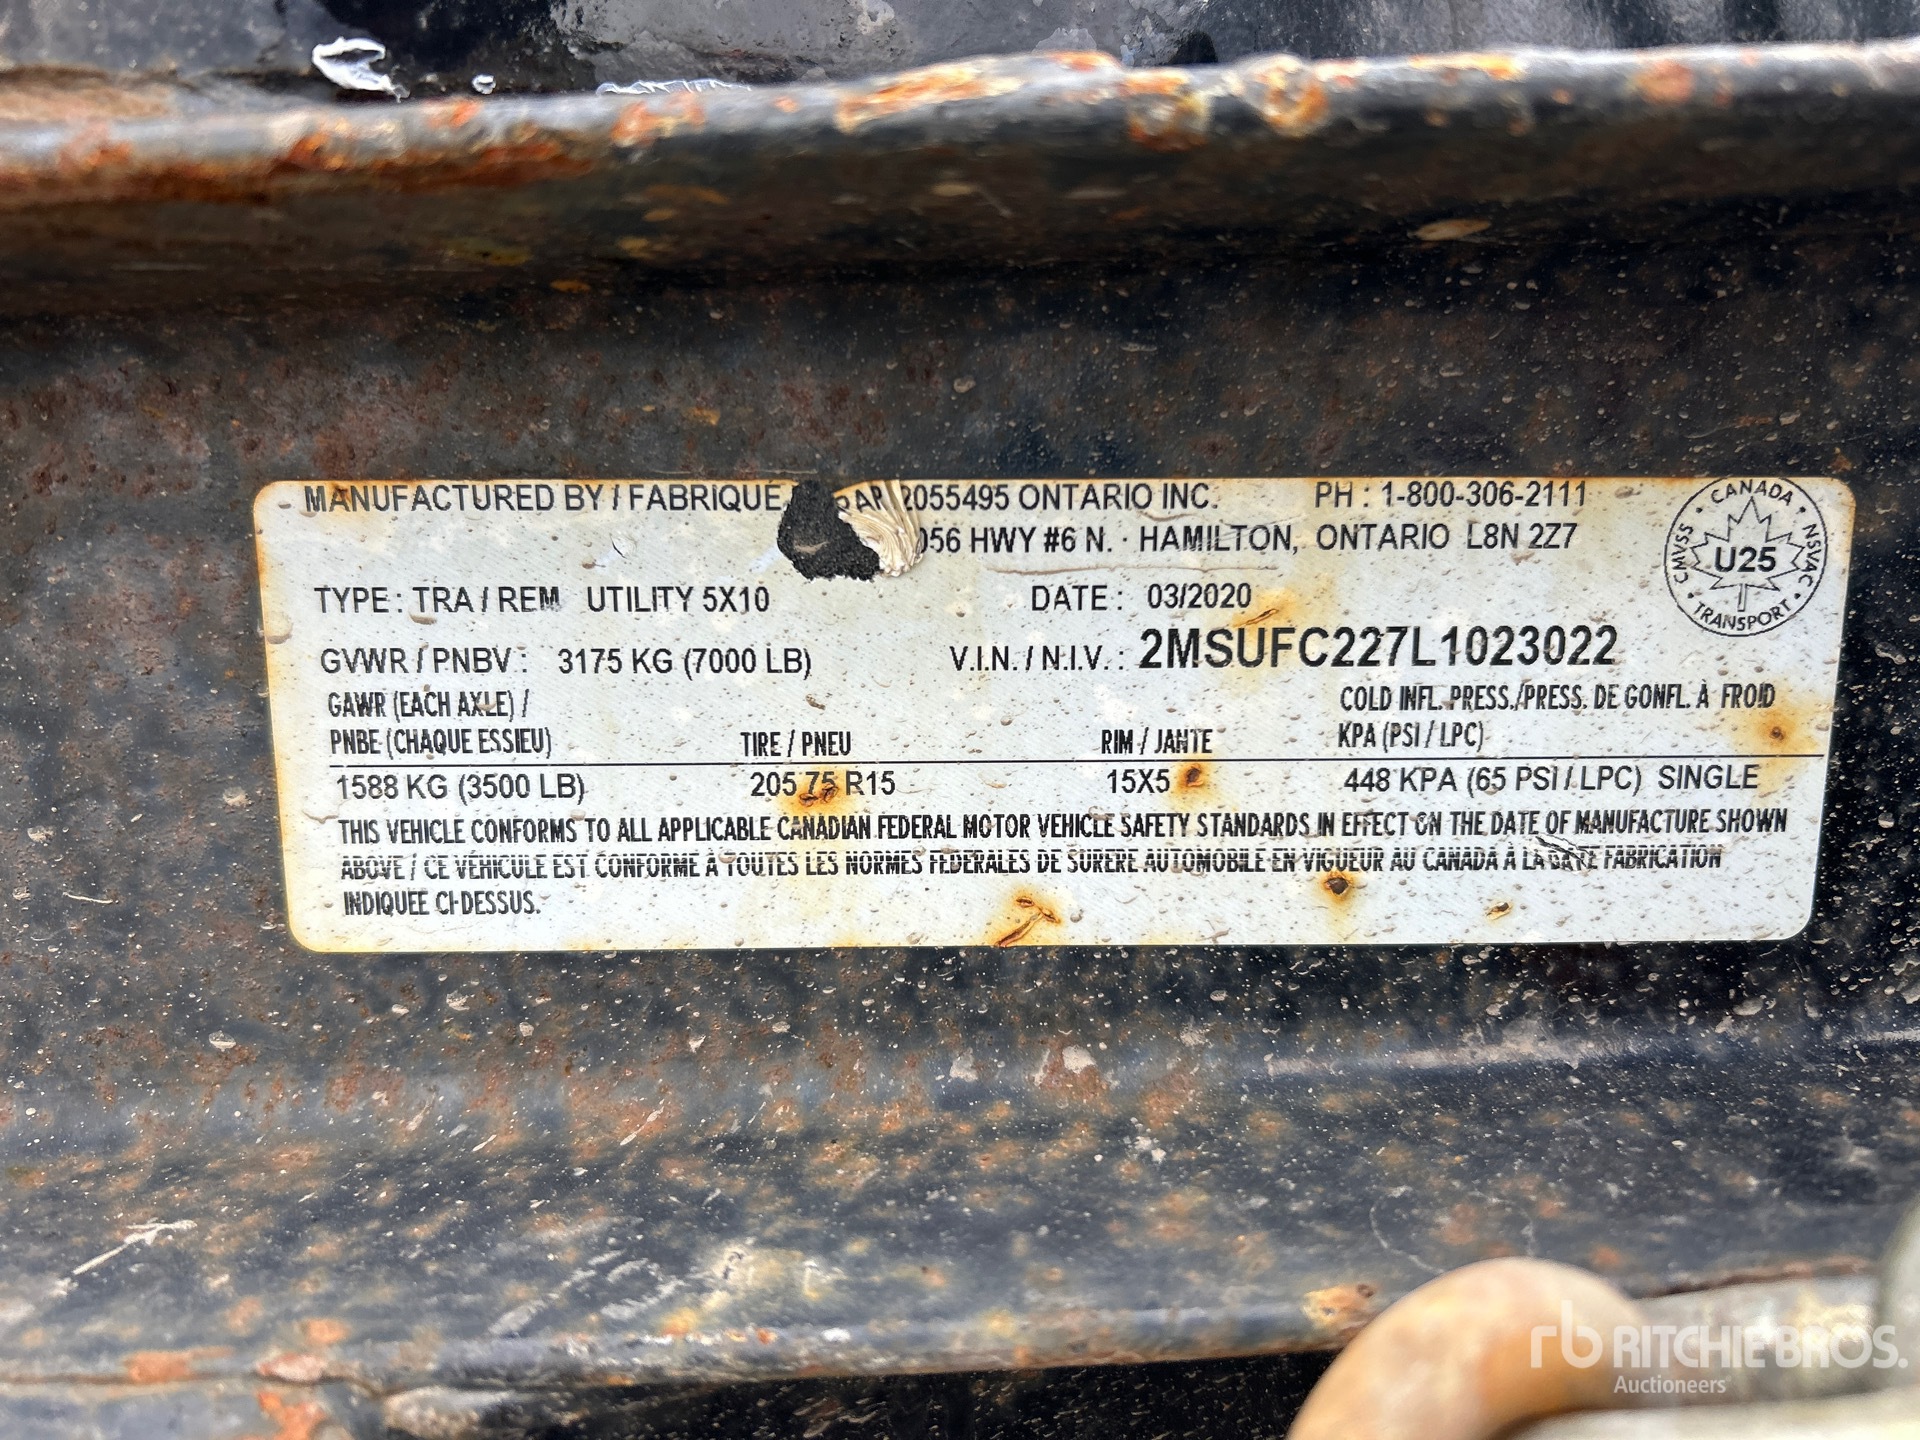 MANUFACTURED BY / FABRIQUE PAR 2055495 ONTARIO INC. PH : 1-800-306-2111
056 HWY #6 N. · HAMILTON, ONTARIO L8N 2Z7
CANADA
CMVSS
NSVAC
U25
· TRANSPORT ·
TYPE : TRA / REM UTILITY 5X10 DATE : 03/2020
GVWR / PNBV : 3175 KG (7000 LB) V.I.N. / N.I.V. : 2MSUFC227L1023022
GAWR (EACH AXLE) / COLD INFL. PRESS./PRESS. DE GONFL. À FROID
PNBE (CHAQUE ESSIEU) TIRE / PNEU RIM / JANTE KPA (PSI / LPC)
1588 KG (3500 LB) 205 75 R15 15X5 448 KPA (65 PSI / LPC) SINGLE
THIS VEHICLE CONFORMS TO ALL APPLICABLE CANADIAN FEDERAL MOTOR VEHICLE SAFETY STANDARDS IN EFFECT ON THE DATE OF MANUFACTURE SHOWN
ABOVE / CE VÉHICULE EST CONFORME À TOUTES LES NORMES FEDERALES DE SURERE AUTOMOBILE EN VIGUEUR AU CANADA À LA DATE FABRICATION
INDIQUEE CI-DESSUS.
rb RITCHIE BROS.
Auctioneers